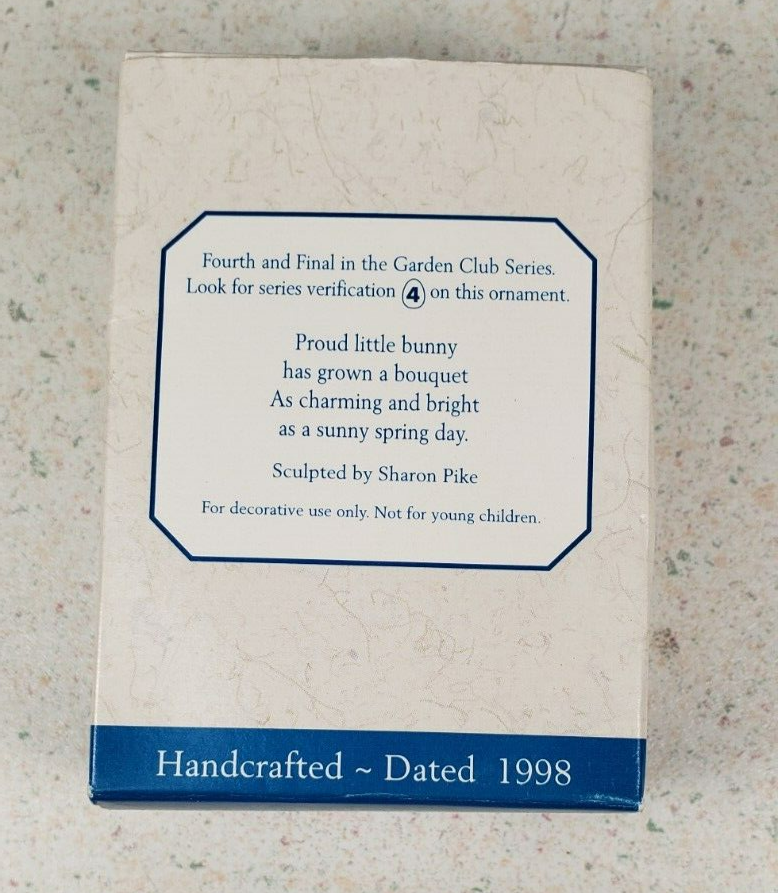 Fourth and Final in the Garden Club Series.
Look for series verification 4 on this ornament.
Proud little bunny
has grown a bouquet
As charming and bright
as a sunny spring day.
Sculpted by Sharon Pike
For decorative use only. Not for young children.
Handcrafted ~ Dated 1998